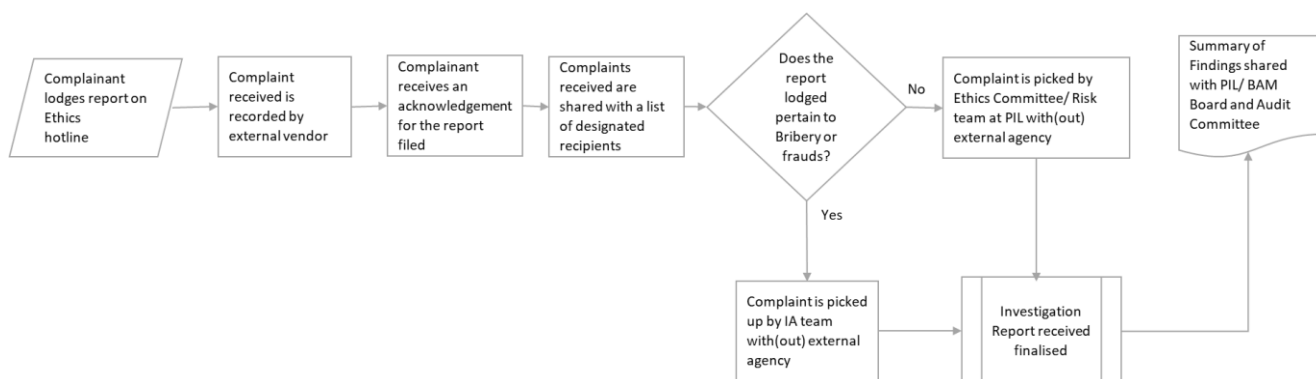 Complainant
lodges report on
Ethics
hotline
Complaint
received is
recorded by
external vendor
Complainant
receives an
acknowledgement
for the report
filed
Complaints
received are
shared with a list
of designated
recipients
Does the
report
lodged
pertain to
Bribery or
frauds?
No
Complaint is picked by
Ethics Committee/ Risk
team at PIL with(out)
external agency
Summary of
Findings shared
with PIL/ BAM
Board and Audit
Committee
Yes
Complaint is picked
up by IA team
with(out) external
agency
Investigation
Report received
finalised